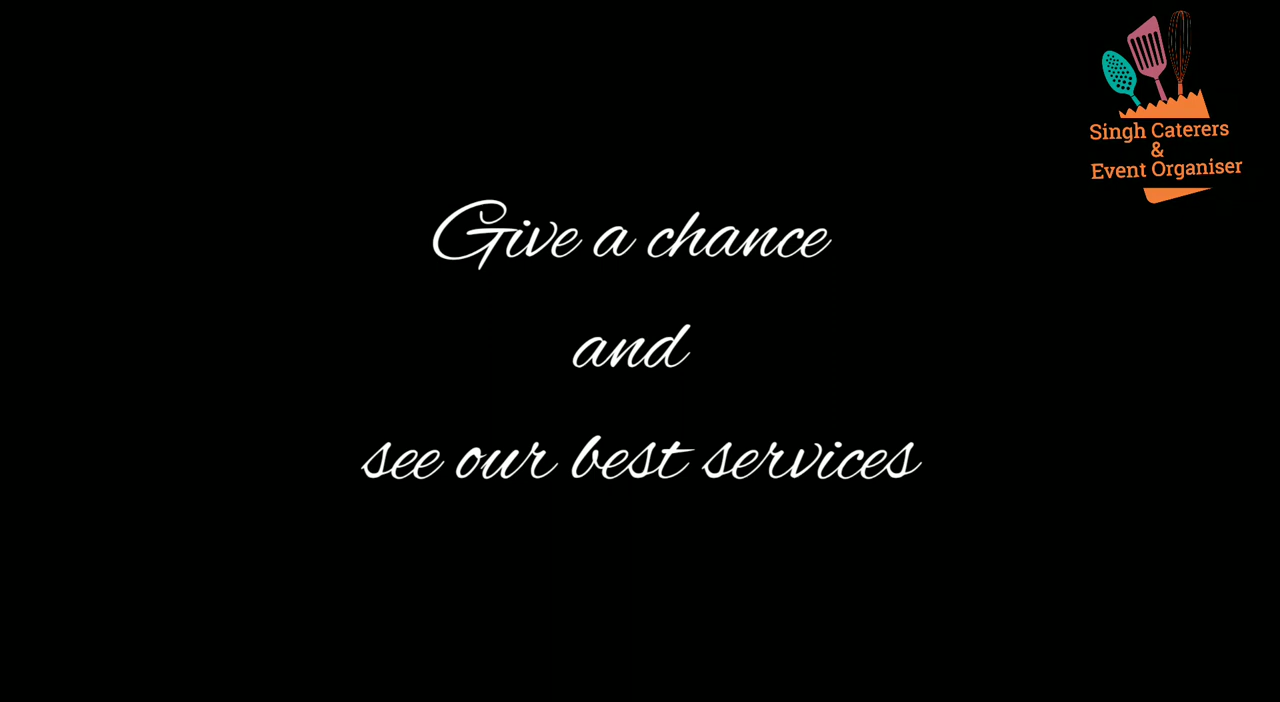 Singh Caterers
&
Event Organiser
Give a chance
and
see our best services